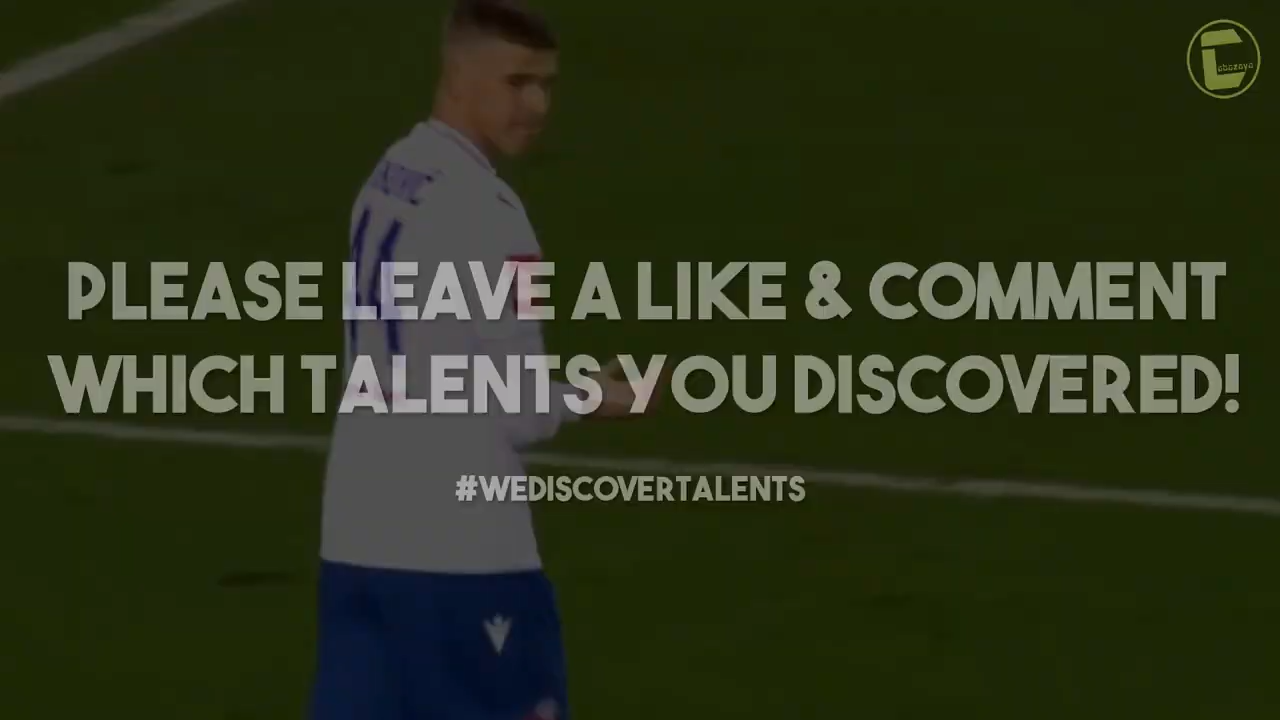 PLEASE LEAVE A LIKE & COMMENT
WHICH TALENTS YOU DISCOVERED!
#WEDISCOVERTALENTS